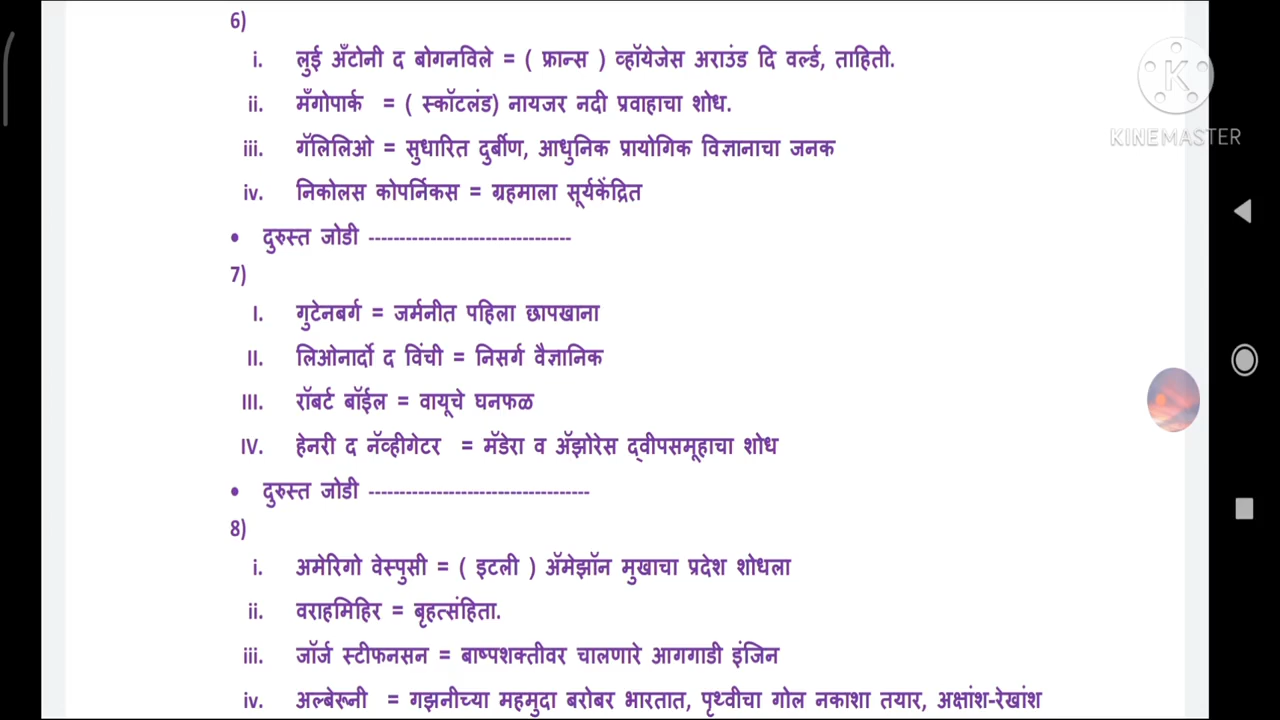 6)
i. लुई अँटोनी द बोगनविले = ( फ्रान्स ) व्हॉयेजेस अराउंड दि वर्ल्ड, ताहिती.
ii. मँगोपार्क = ( स्कॉटलंड) नायजर नदी प्रवाहाचा शोध.
iii. गॅलिलिओ = सुधारित दुर्बीण, आधुनिक प्रायोगिक विज्ञानाचा जनक
iv. निकोलस कोपर्निकस = ग्रहमाला सूर्यकेंद्रित
• दुरुस्त जोडी ---------------------------------
7)
I. गुटेनबर्ग = जर्मनीत पहिला छापखाना
II. लिओनार्दो द विंची = निसर्ग वैज्ञानिक
III. रॉबर्ट बॉईल = वायूचे घनफळ
IV. हेनरी द नॅव्हीगेटर = मॅडेरा व ॲझोरेस द्वीपसमूहाचा शोध
• दुरुस्त जोडी ------------------------------------
8)
i. अमेरिगो वेस्पुसी = ( इटली ) ॲमेझॉन मुखाचा प्रदेश शोधला
ii. वराहमिहिर = बृहत्संहिता.
iii. जॉर्ज स्टीफनसन = बाष्पशक्तीवर चालणारे आगगाडी इंजिन
iv. अल्बेरूनी = गझनीच्या महमुदा बरोबर भारतात, पृथ्वीचा गोल नकाशा तयार, अक्षांश-रेखांश
K
KINEMASTER